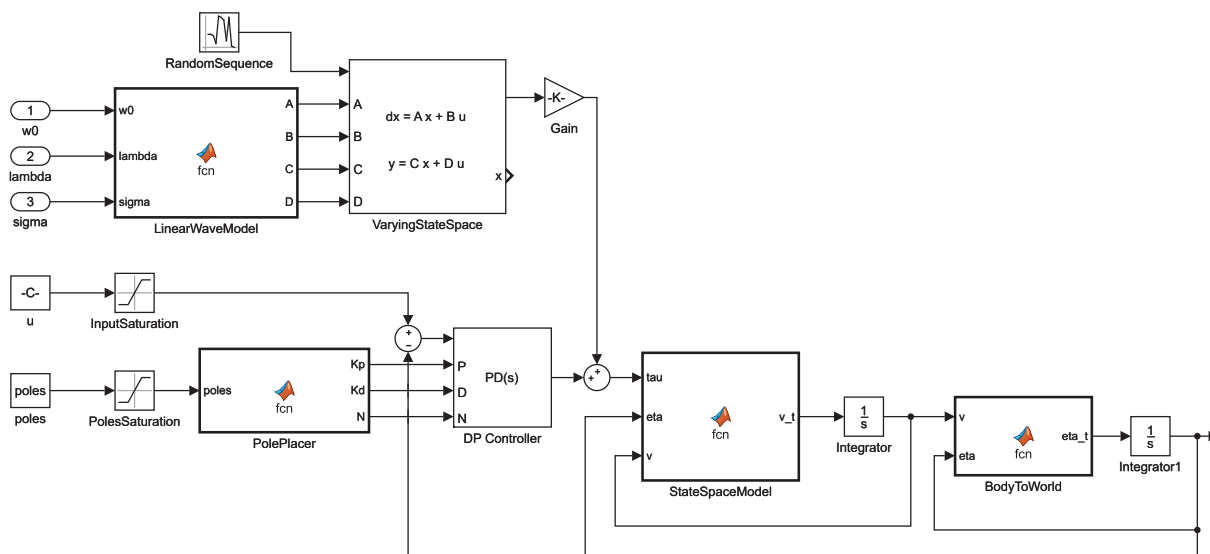 RandomSequence
1
w0
2
lambda
3
sigma
w0
lambda
sigma
A
B
C
D
fcn
LinearWaveModel
A
B
C
D
dx = A x + B u
y = C x + D u
x
VaryingStateSpace
-K-
Gain
-C-
u
InputSaturation
+
−
poles
poles
PolesSaturation
poles
fcn
Kp
Kd
N
PolePlacer
P
D
N
PD(s)
DP Controller
+
+
tau
eta
v
fcn
v_t
StateSpaceModel
1
s
Integrator
v
eta
fcn
eta_t
BodyToWorld
1
s
Integrator1